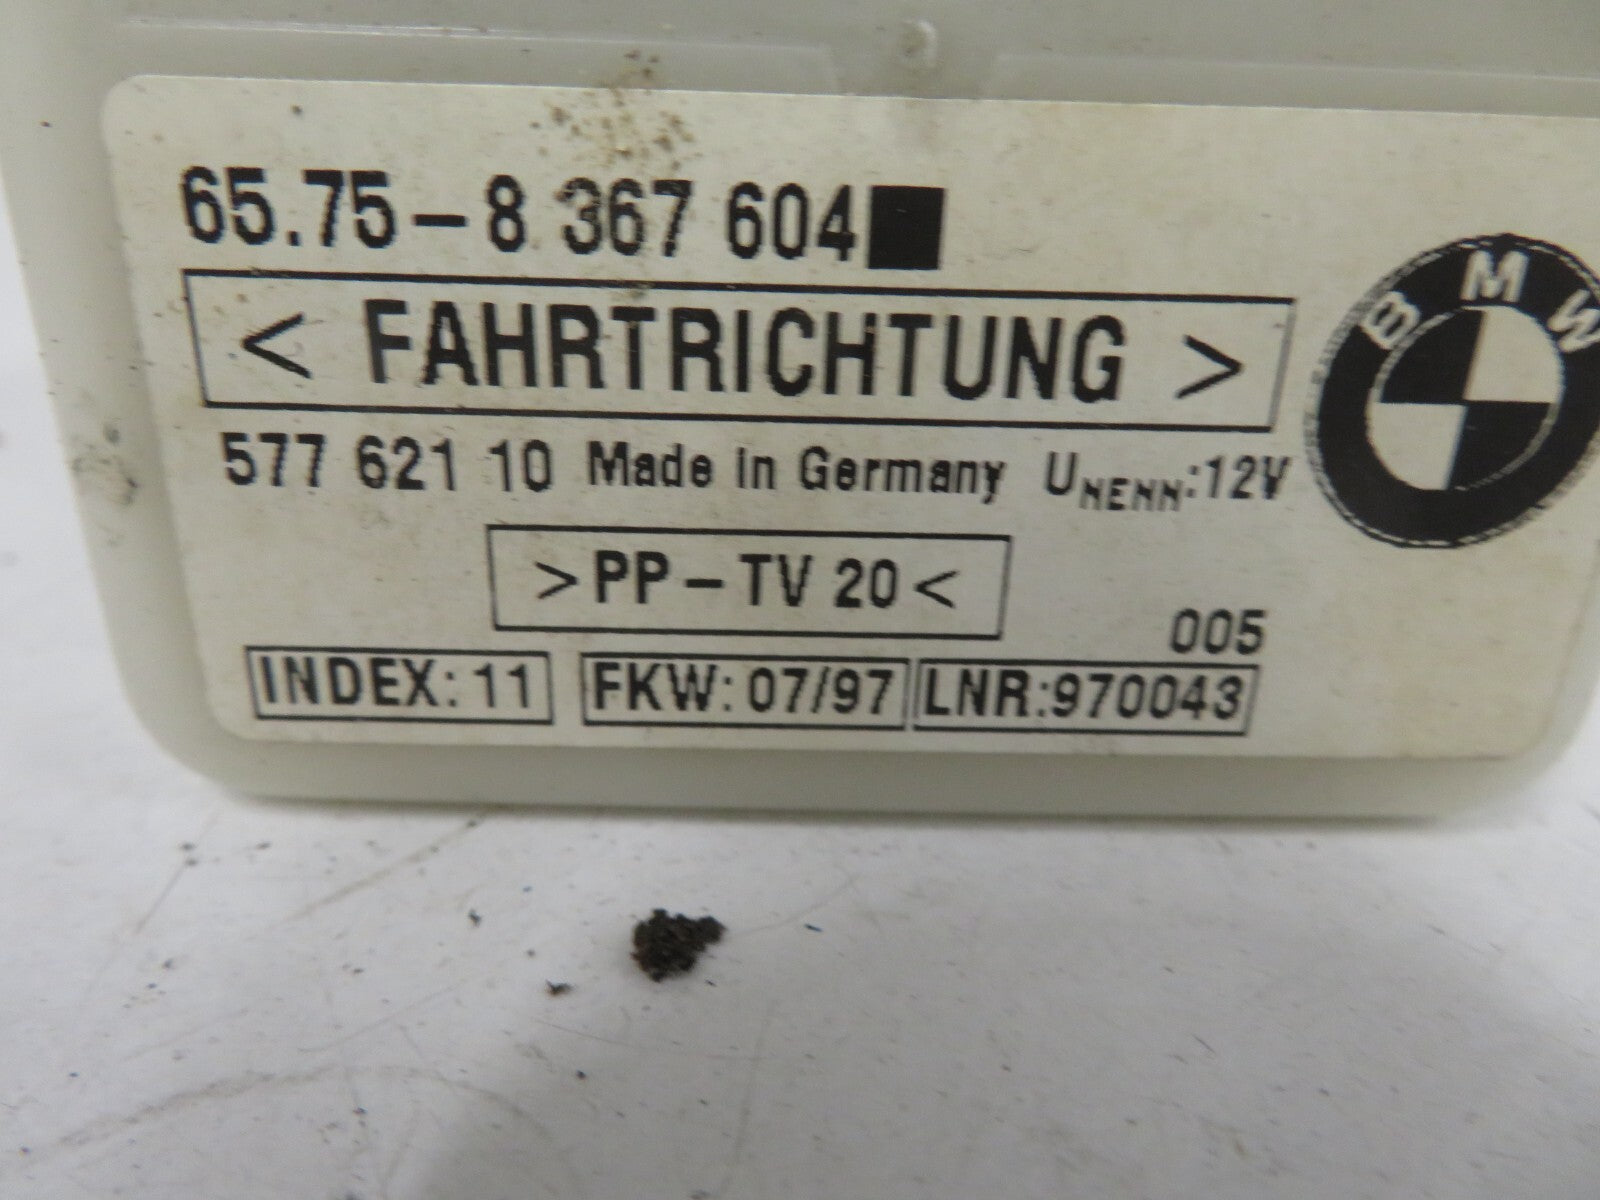 65.75-8 367 604■
< FAHRTRICHTUNG >
BMW
577 621 10 Made in Germany UNENN:12V
>PP-TV 20<
005
INDEX: 11 FKW: 07/97 LNR:970043